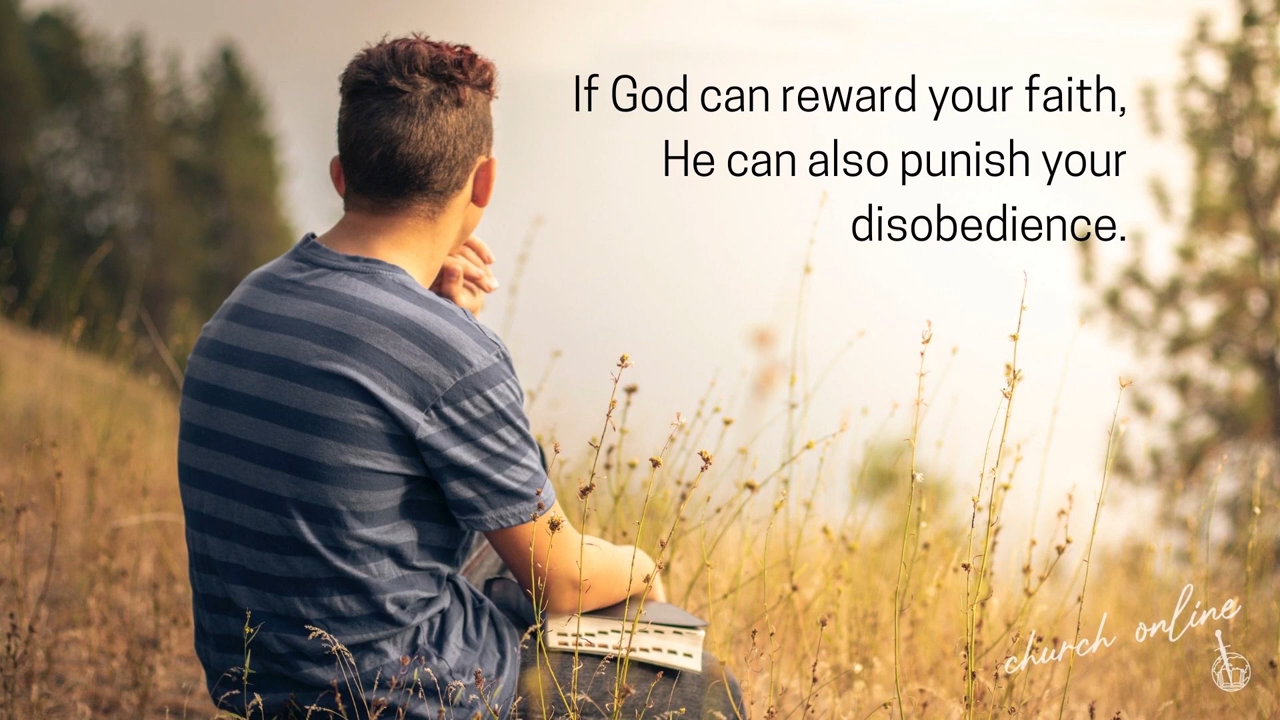 If God can reward your faith,
He can also punish your
disobedience.
church online